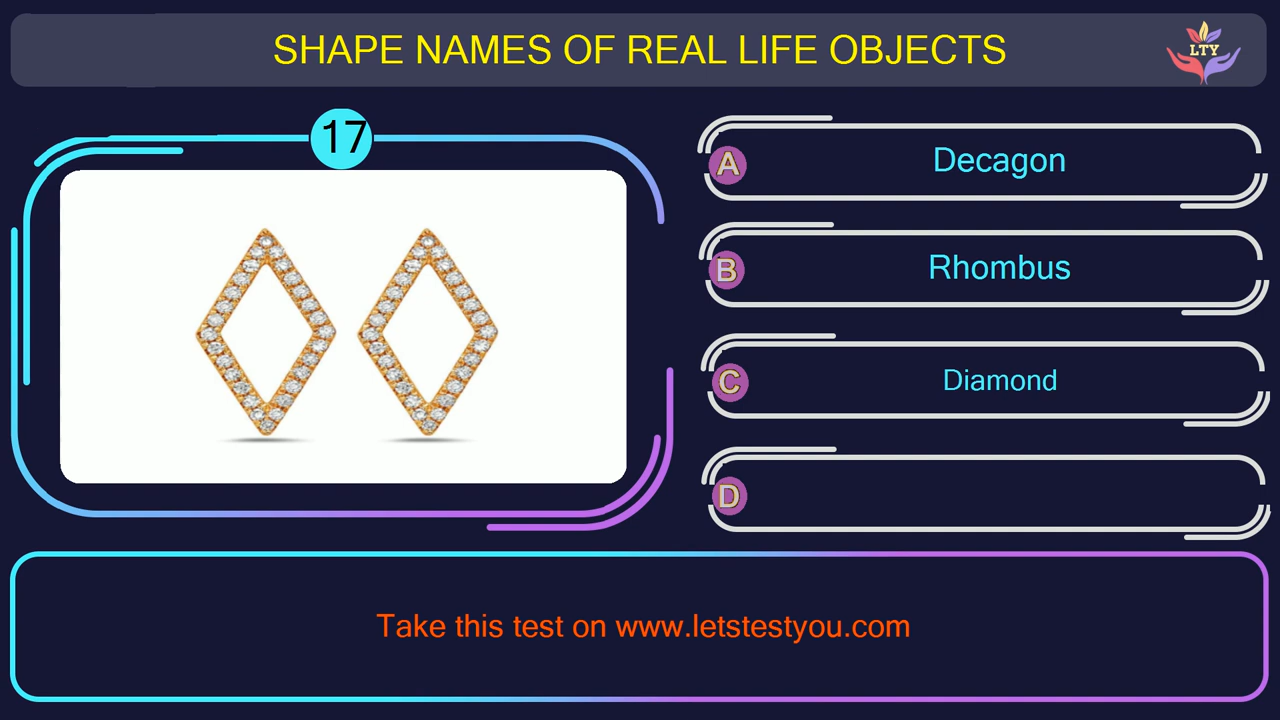 SHAPE NAMES OF REAL LIFE OBJECTS
LTY
17
A
Decagon
B
Rhombus
C
Diamond
D
Take this test on www.letstestyou.com